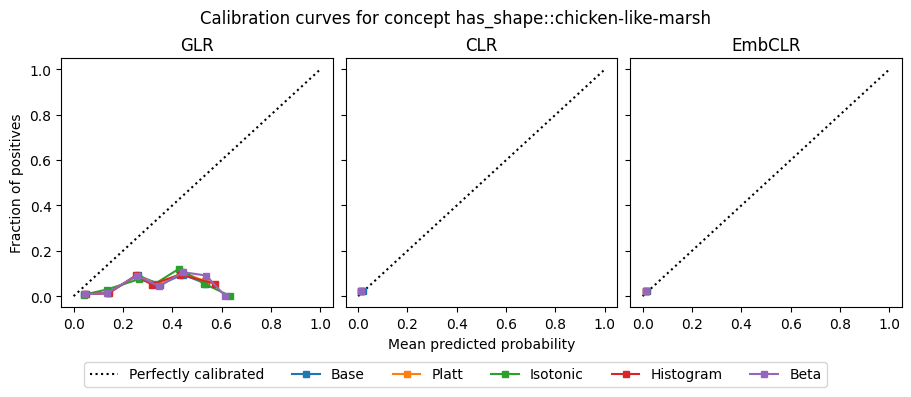 Calibration curves for concept has_shape::chicken-like-marsh
GLR
CLR
EmbCLR
Fraction of positives
1.0
0.8
0.6
0.4
0.2
0.0
0.0 0.2 0.4 0.6 0.8 1.0
0.0 0.2 0.4 0.6 0.8 1.0
0.0 0.2 0.4 0.6 0.8 1.0
Mean predicted probability
Perfectly calibrated Base Platt Isotonic Histogram Beta